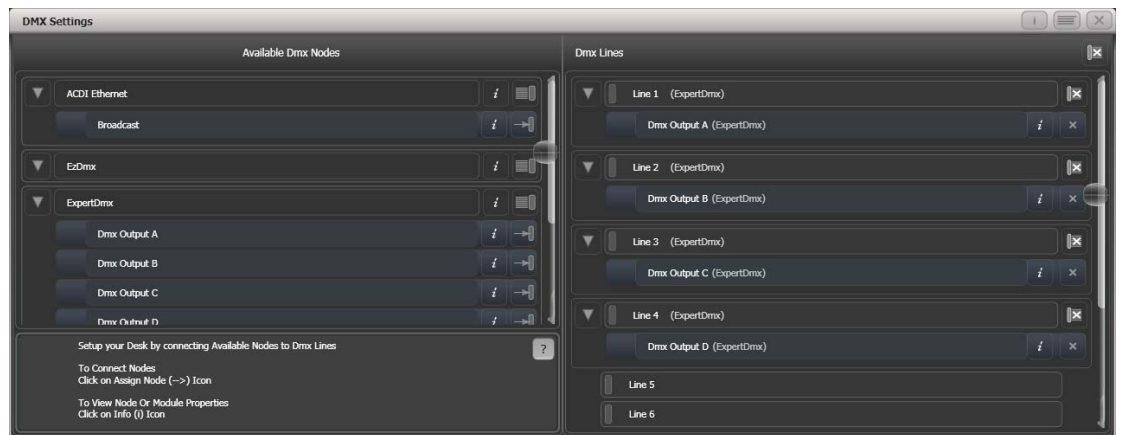 DMX Settings
Available Dmx Nodes
ACDI Ethernet
Broadcast
EzDmx
ExpertDmx
Dmx Output A
Dmx Output B
Dmx Output C
Dmx Output D
Setup your Desk by connecting Available Nodes to Dmx Lines
To Connect Nodes
Click on Assign Node (-->) Icon
To View Node Or Module Properties
Click on Info (i) Icon
?
Dmx Lines
Line 1 (ExpertDmx)
Dmx Output A (ExpertDmx)
Line 2 (ExpertDmx)
Dmx Output B (ExpertDmx)
Line 3 (ExpertDmx)
Dmx Output C (ExpertDmx)
Line 4 (ExpertDmx)
Dmx Output D (ExpertDmx)
Line 5
Line 6